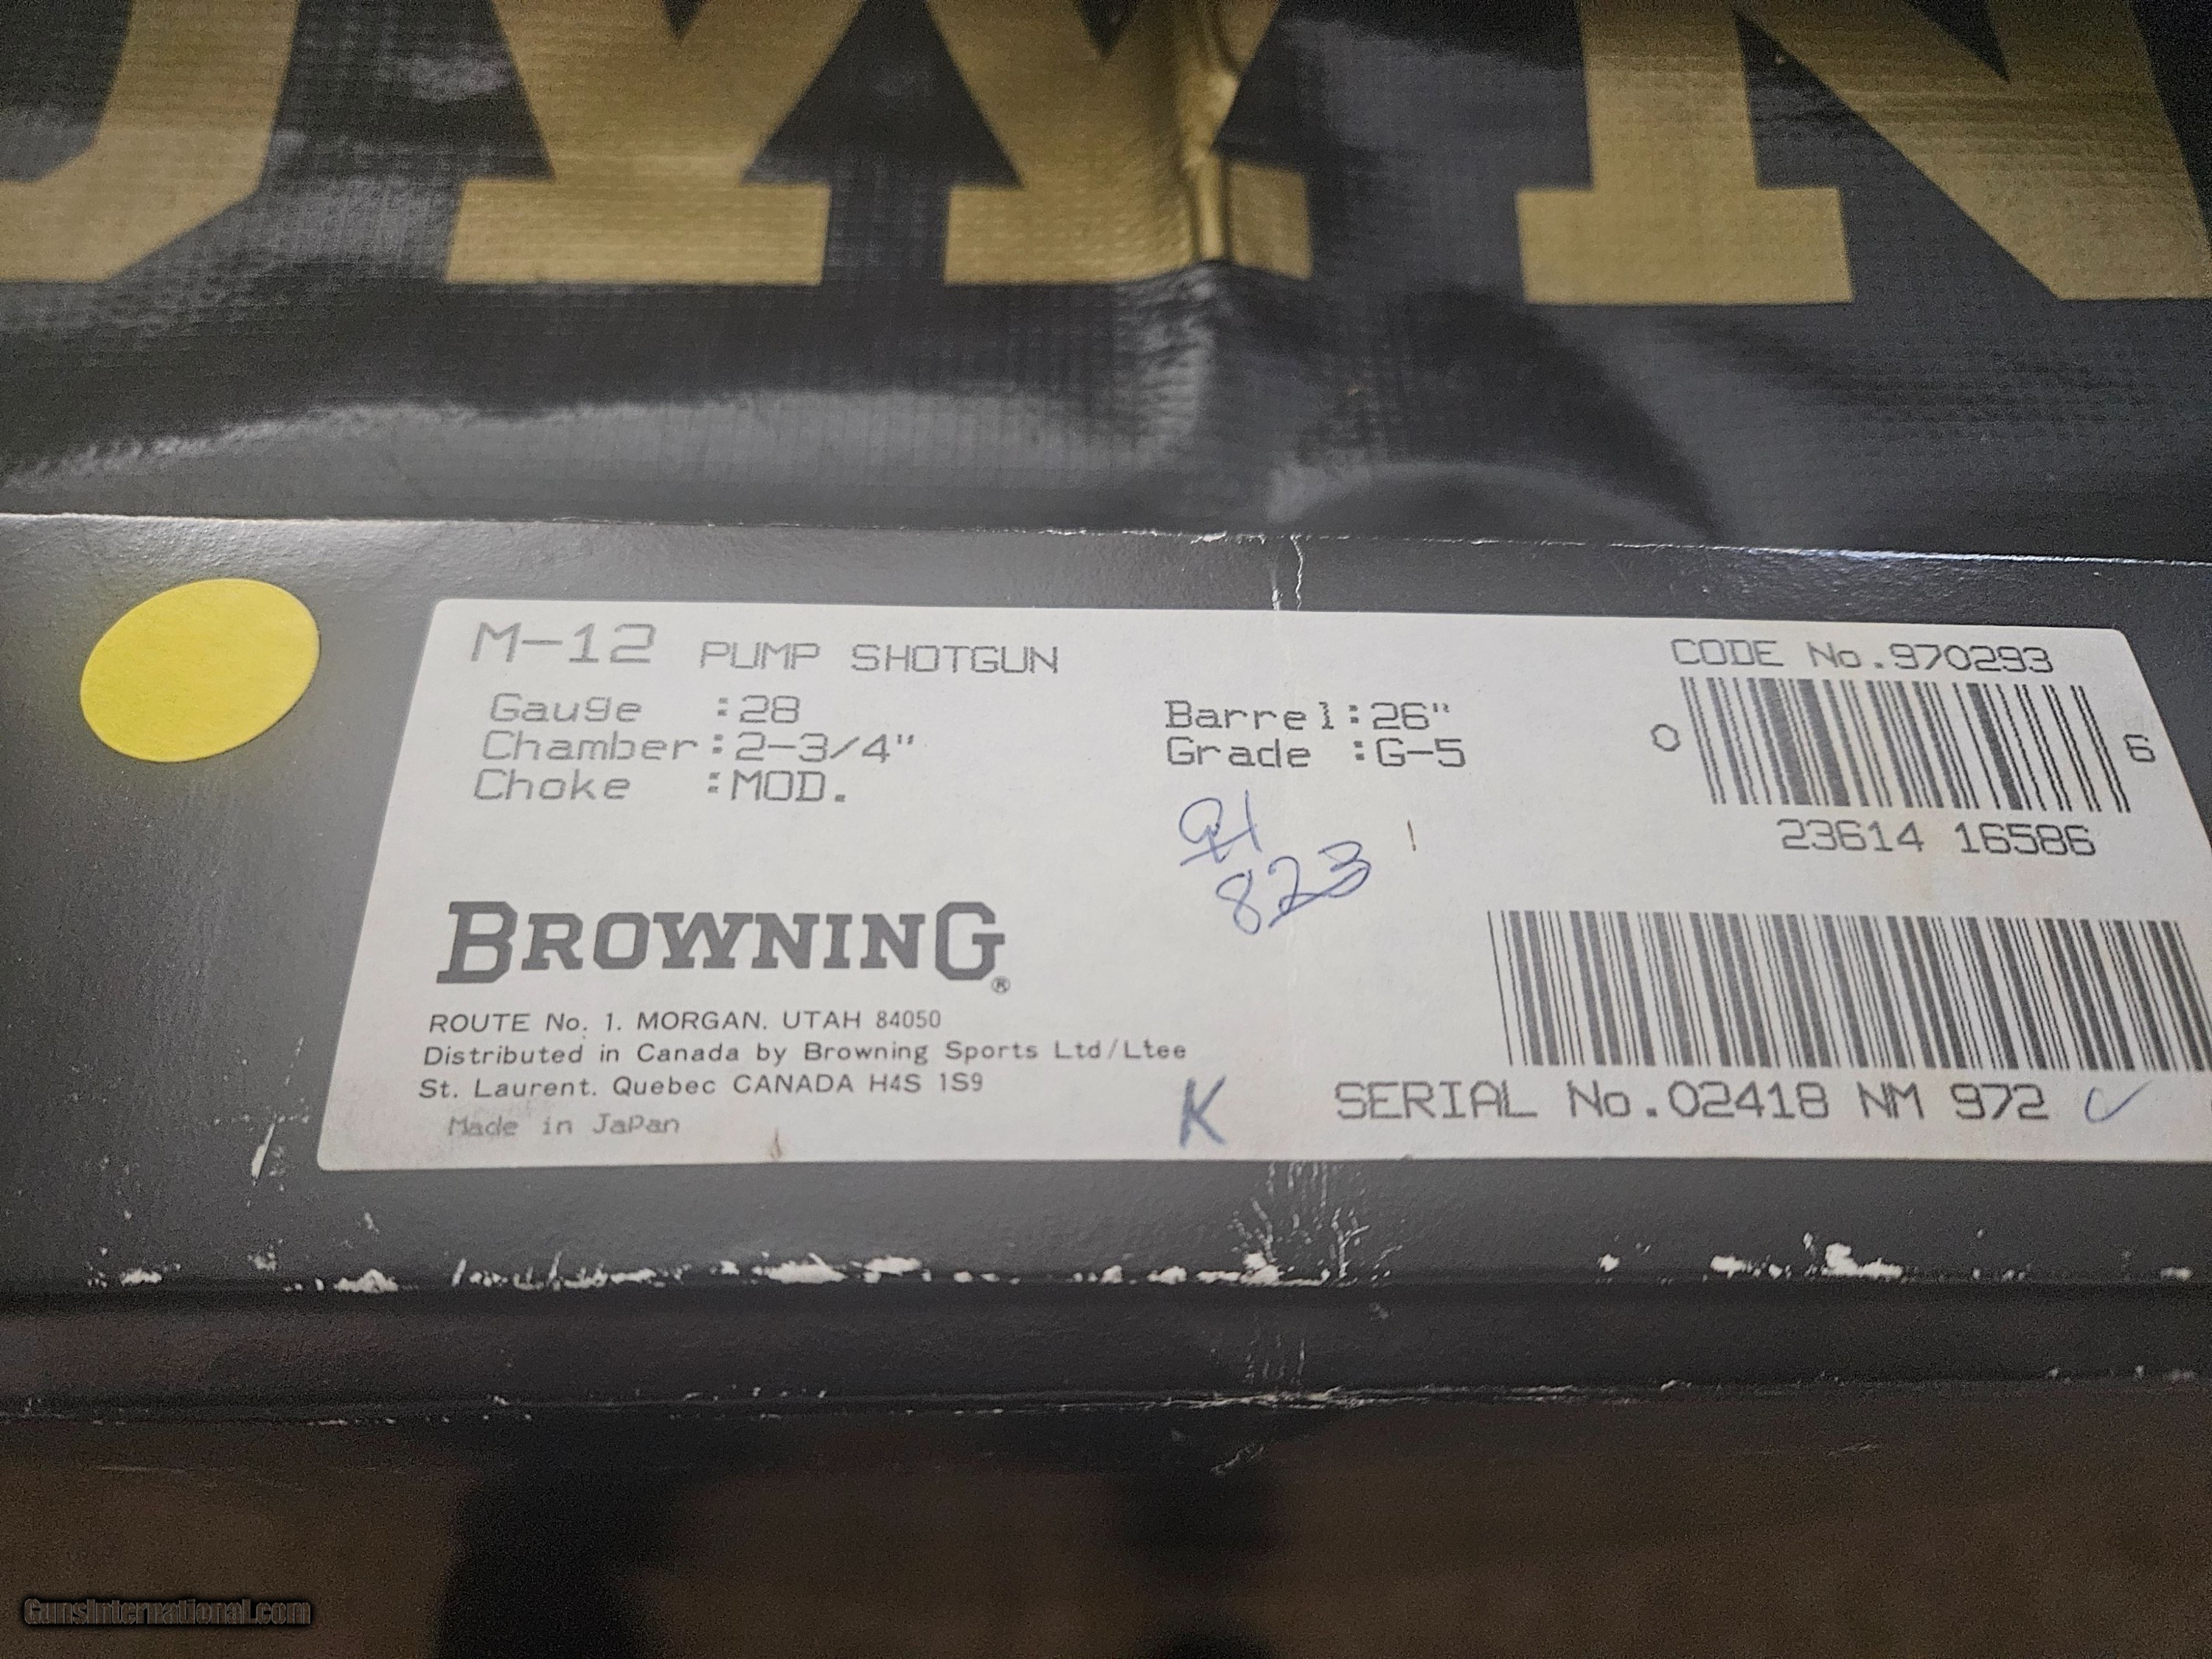 OWN
M-12 PUMP SHOTGUN
Gauge :28
Chamber:2-3/4"
Choke :MOD.
Barrel:26"
Grade :G-5
CODE No.970293
0 6
23614 16586
823
BROWNING®
ROUTE No. 1. MORGAN. UTAH 84050
Distributed in Canada by Browning Sports Ltd/Ltee
St. Laurent. Quebec CANADA H4S 1S9
Made in JaPan
K
SERIAL No.02418 NM 972
GunsInternational.com